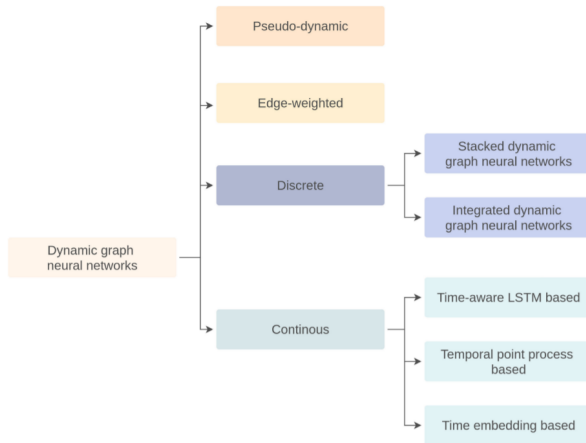 Pseudo-dynamic
Edge-weighted
Discrete
Stacked dynamic
graph neural networks
Integrated dynamic
graph neural networks
Dynamic graph
neural networks
Continous
Time-aware LSTM based
Temporal point process
based
Time embedding based